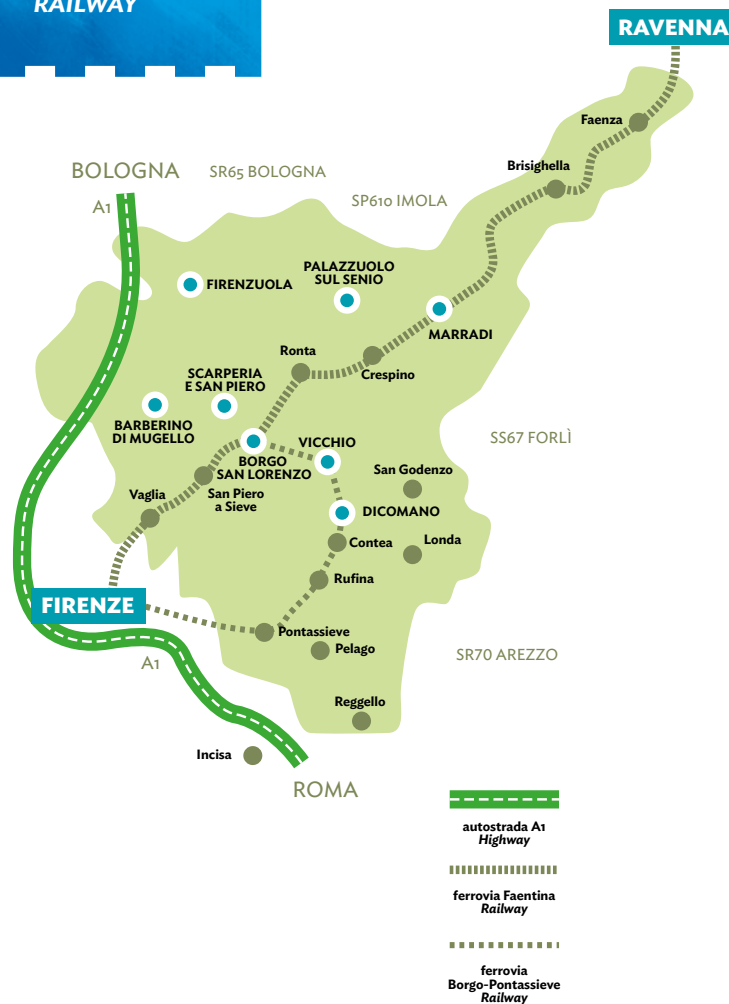 RAILWAY
RAVENNA
Faenza
Brisighella
BOLOGNA
SR65 BOLOGNA
A1
SP610 IMOLA
PALAZZUOLO
SUL SENIO
FIRENZUOLA
MARRADI
Ronta
Crespino
SCARPERIA
E SAN PIERO
BARBERINO
DI MUGELLO
VICCHIO
SS67 FORLÌ
BORGO
SAN LORENZO
San Godenzo
Vaglia
San Piero
a Sieve
DICOMANO
Contea
Londa
Rufina
FIRENZE
Pontassieve
Pelago
A1
SR70 AREZZO
Reggello
Incisa
ROMA
autostrada A1
Highway
ferrovia Faentina
Railway
ferrovia
Borgo-Pontassieve
Railway